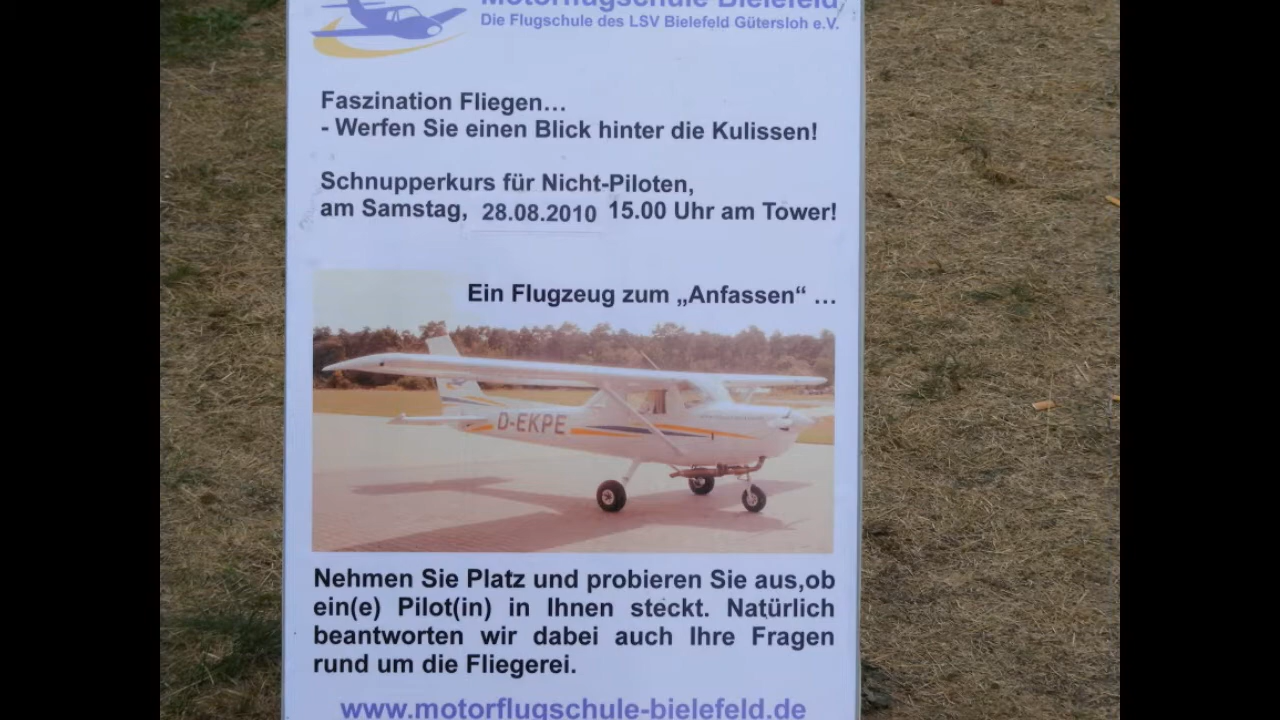 Motorflugschule Bielefeld
Die Flugschule des LSV Bielefeld Gütersloh e.V.
Faszination Fliegen...
- Werfen Sie einen Blick hinter die Kulissen!
Schnupperkurs für Nicht-Piloten,
am Samstag, 28.08.2010 15.00 Uhr am Tower!
Ein Flugzeug zum „Anfassen“ ...
D-EKPE
Nehmen Sie Platz und probieren Sie aus,ob
ein(e) Pilot(in) in Ihnen steckt. Natürlich
beantworten wir dabei auch Ihre Fragen
rund um die Fliegerei.
www.motorflugschule-bielefeld.de